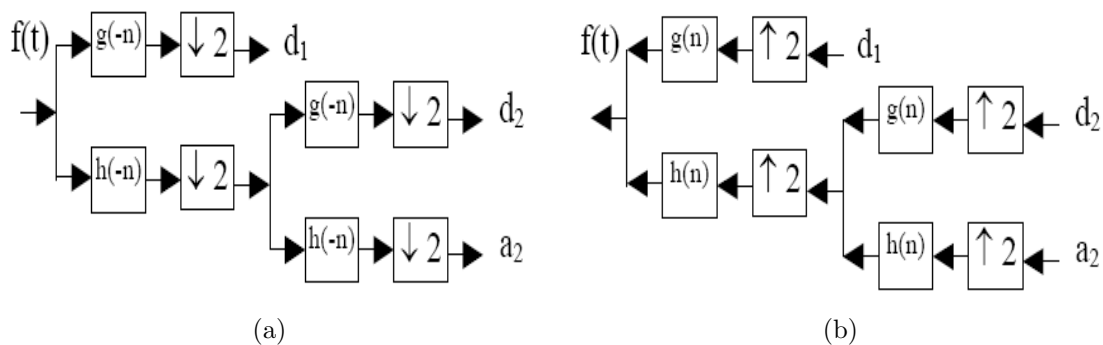 f(t) g(-n) ↓ 2 d₁
g(-n) ↓ 2 d₂
h(-n) ↓ 2
h(-n) ↓ 2 a₂
(a)
f(t) g(n) ↑ 2 d₁
g(n) ↑ 2 d₂
h(n) ↑ 2
h(n) ↑ 2 a₂
(b)